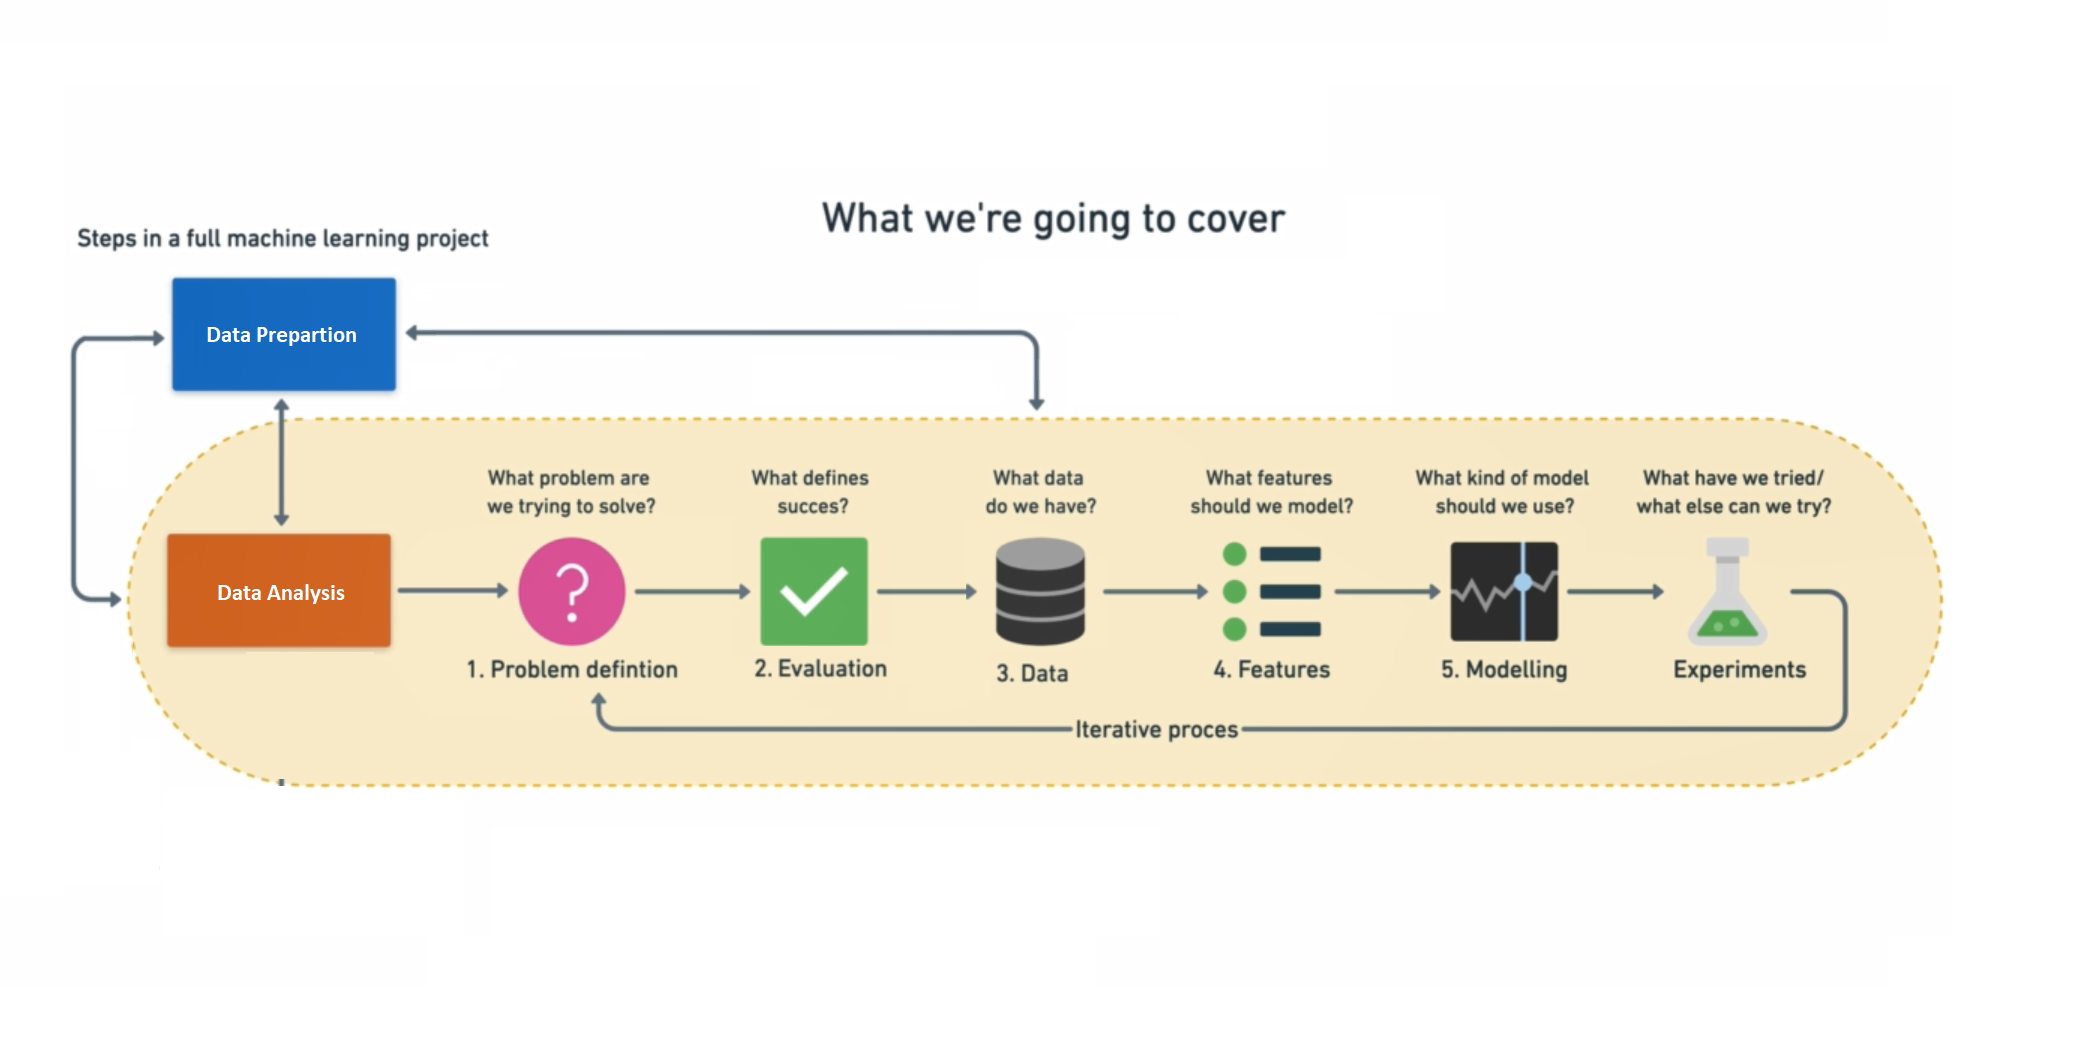 What we're going to cover
Steps in a full machine learning project
Data Prepartion
What problem are
we trying to solve?
What defines
succes?
What data
do we have?
What features
should we model?
What kind of model
should we use?
What have we tried/
what else can we try?
Data Analysis
1. Problem defintion
2. Evaluation
3. Data
4. Features
5. Modelling
Experiments
Iterative proces